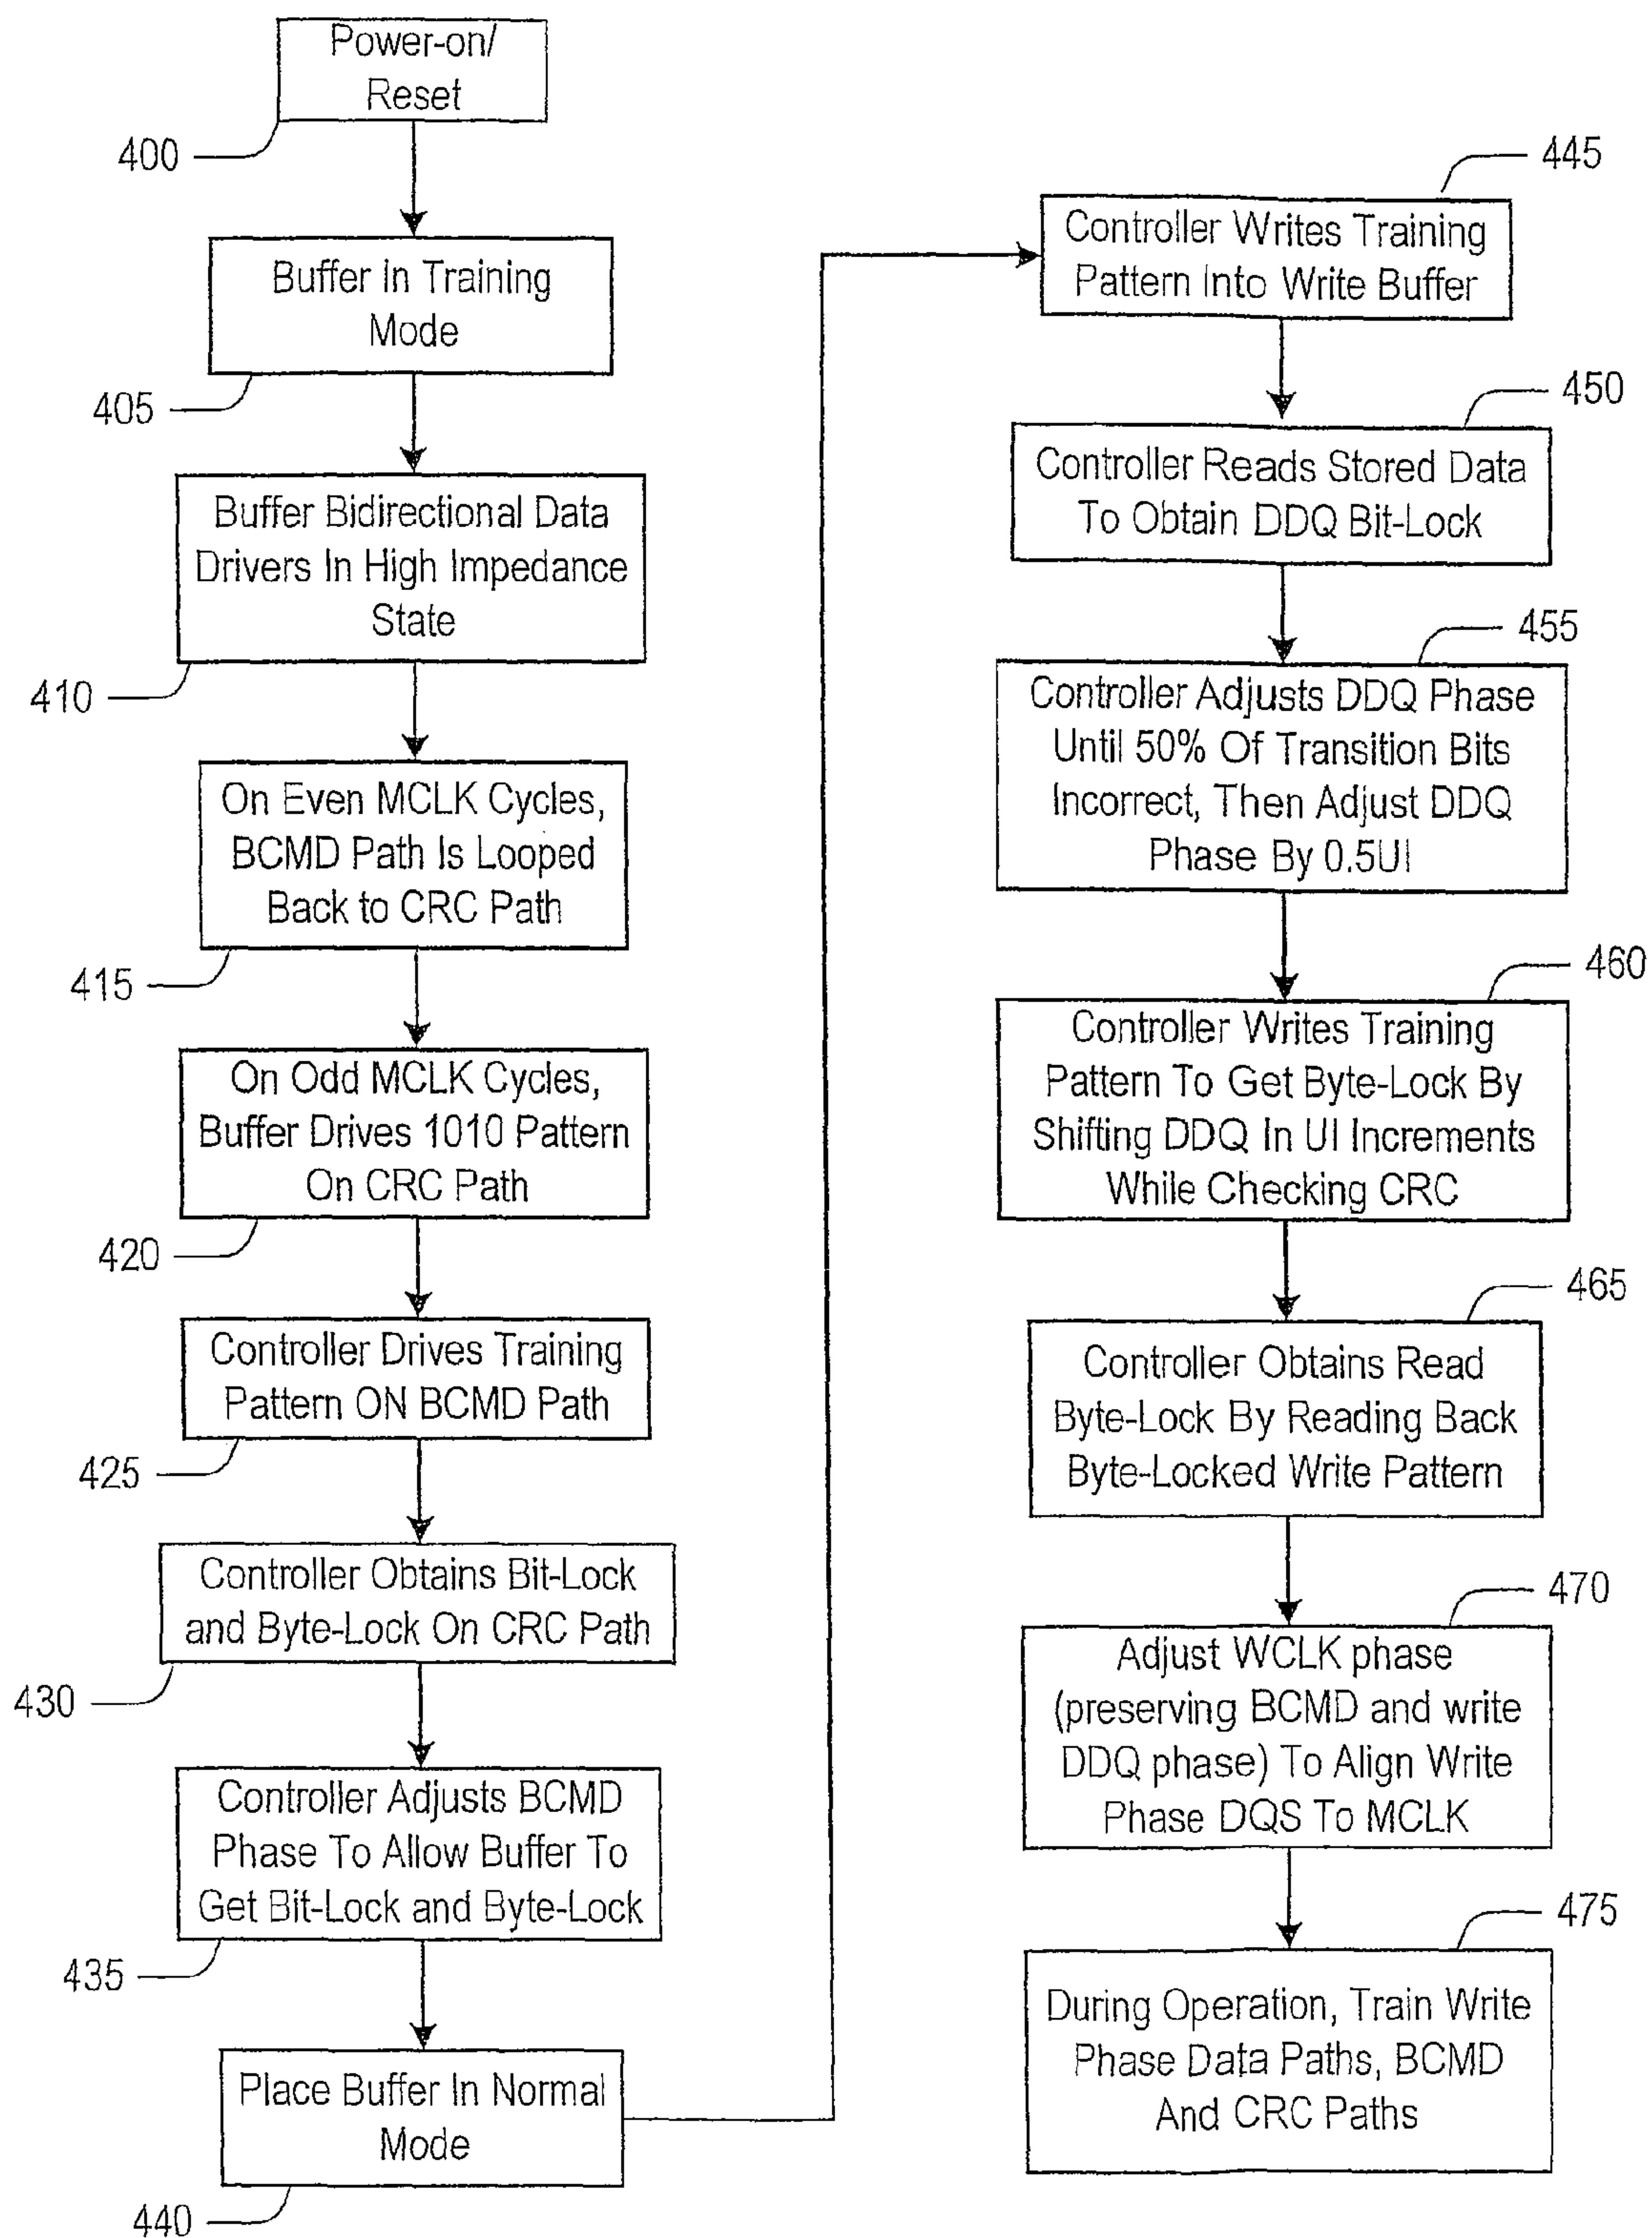 Power-on/
Reset
400
Buffer In Training
Mode
405
Buffer Bidirectional Data
Drivers In High Impedance
State
410
On Even MCLK Cycles,
BCMD Path Is Looped
Back to CRC Path
415
On Odd MCLK Cycles,
Buffer Drives 1010 Pattern
On CRC Path
420
Controller Drives Training
Pattern ON BCMD Path
425
Controller Obtains Bit-Lock
and Byte-Lock On CRC Path
430
Controller Adjusts BCMD
Phase To Allow Buffer To
Get Bit-Lock and Byte-Lock
435
Place Buffer In Normal
Mode
440
445
Controller Writes Training
Pattern Into Write Buffer
450
Controller Reads Stored Data
To Obtain DDQ Bit-Lock
455
Controller Adjusts DDQ Phase
Until 50% Of Transition Bits
Incorrect, Then Adjust DDQ
Phase By 0.5UI
460
Controller Writes Training
Pattern To Get Byte-Lock By
Shifting DDQ In UI Increments
While Checking CRC
465
Controller Obtains Read
Byte-Lock By Reading Back
Byte-Locked Write Pattern
470
Adjust WCLK phase
(preserving BCMD and write
DDQ phase) To Align Write
Phase DQS To MCLK
475
During Operation, Train Write
Phase Data Paths, BCMD
And CRC Paths